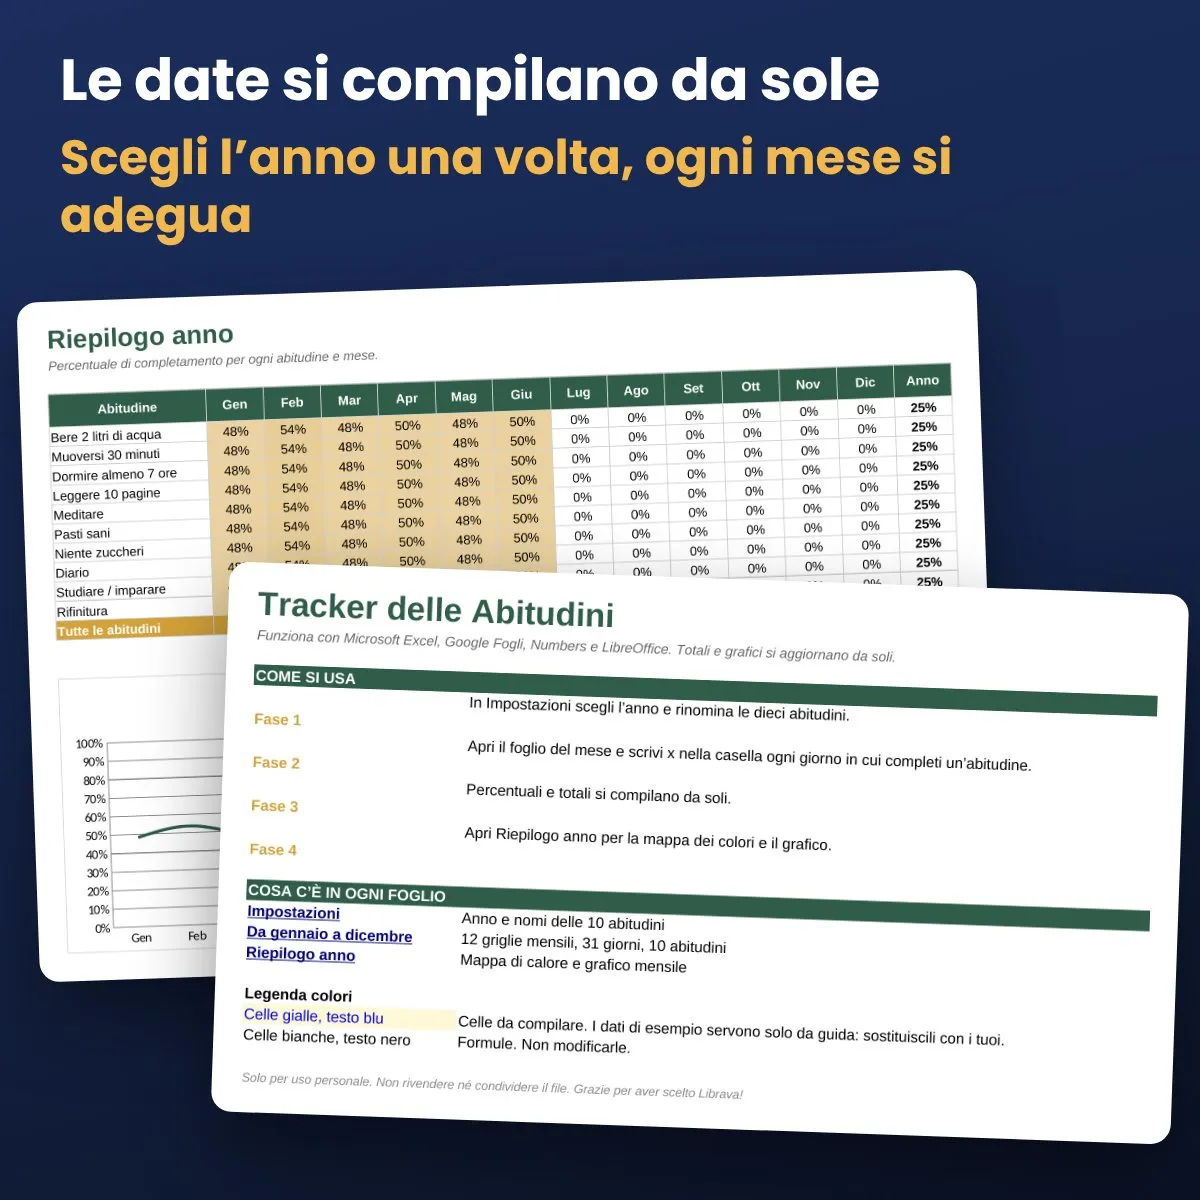 Le date si compilano da sole
Scegli l’anno una volta, ogni mese si
adegua
Riepilogo anno
Percentuale di completamento per ogni abitudine e mese.
Abitudine Gen Feb Mar Apr Mag Giu Lug Ago Set Ott Nov Dic Anno
Bere 2 litri di acqua 48% 54% 48% 50% 48% 50% 0% 0% 0% 0% 0% 0% 25%
Muoversi 30 minuti 48% 54% 48% 50% 48% 50% 0% 0% 0% 0% 0% 0% 25%
Dormire almeno 7 ore 48% 54% 48% 50% 48% 50% 0% 0% 0% 0% 0% 0% 25%
Leggere 10 pagine 48% 54% 48% 50% 48% 50% 0% 0% 0% 0% 0% 0% 25%
Meditare 48% 54% 48% 50% 48% 50% 0% 0% 0% 0% 0% 0% 25%
Pasti sani 48% 54% 48% 50% 48% 50% 0% 0% 0% 0% 0% 0% 25%
Niente zuccheri 48% 54% 48% 50% 48% 50% 0% 0% 0% 0% 0% 0% 25%
Diario 48% 54% 48% 50% 48% 50% 0% 0% 0% 0% 0% 0% 25%
Studiare / imparare 0% 0% 0% 0% 25%
Rifinitura
Tutte le abitudini
100%
90%
80%
70%
60%
50%
40%
30%
20%
10%
0%
Gen Feb
Tracker delle Abitudini
Funziona con Microsoft Excel, Google Fogli, Numbers e LibreOffice. Totali e grafici si aggiornano da soli.
COME SI USA
Fase 1 In Impostazioni scegli l’anno e rinomina le dieci abitudini.
Fase 2 Apri il foglio del mese e scrivi x nella casella ogni giorno in cui completi un’abitudine.
Fase 3 Percentuali e totali si compilano da soli.
Fase 4 Apri Riepilogo anno per la mappa dei colori e il grafico.
COSA C’È IN OGNI FOGLIO
Impostazioni Anno e nomi delle 10 abitudini
Da gennaio a dicembre 12 griglie mensili, 31 giorni, 10 abitudini
Riepilogo anno Mappa di calore e grafico mensile
Legenda colori
Celle gialle, testo blu Celle da compilare. I dati di esempio servono solo da guida: sostituiscili con i tuoi.
Celle bianche, testo nero Formule. Non modificarle.
Solo per uso personale. Non rivendere né condividere il file. Grazie per aver scelto Librava!